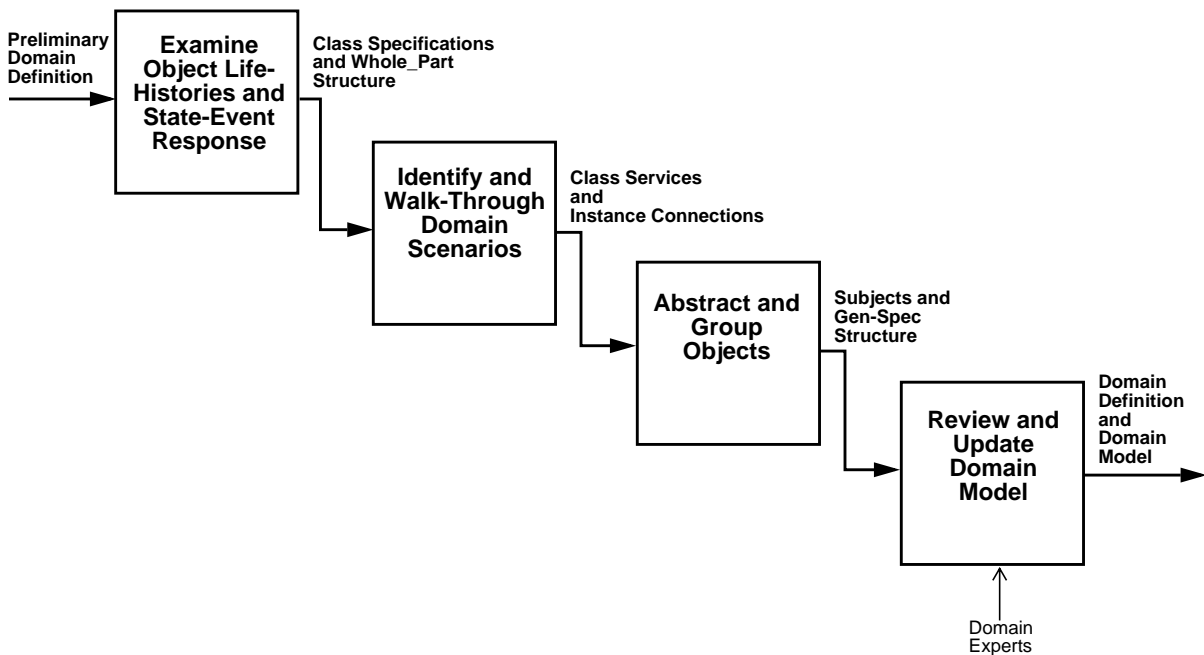 Preliminary
Domain
Definition
Examine
Object Life-
Histories and
State-Event
Response
Class Specifications
and Whole_Part
Structure
Identify and
Walk-Through
Domain
Scenarios
Class Services
and
Instance Connections
Abstract and
Group
Objects
Subjects and
Gen-Spec
Structure
Review and
Update
Domain
Model
Domain
Definition
and
Domain
Model
Domain
Experts